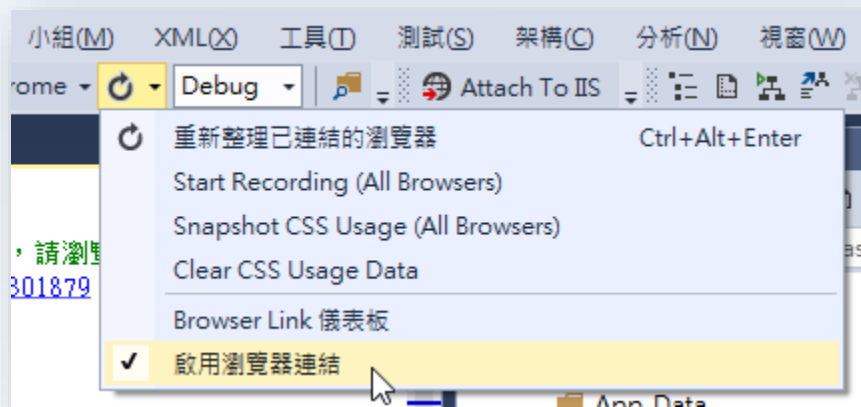 小組(M) XML(X) 工具(T) 測試(S) 架構(C) 分析(N) 視窗(W)
Debug Attach To IIS
重新整理已連結的瀏覽器 Ctrl+Alt+Enter
Start Recording (All Browsers)
Snapshot CSS Usage (All Browsers)
，請瀏
Clear CSS Usage Data
301879
Browser Link 儀表板
啟用瀏覽器連結
App_Data